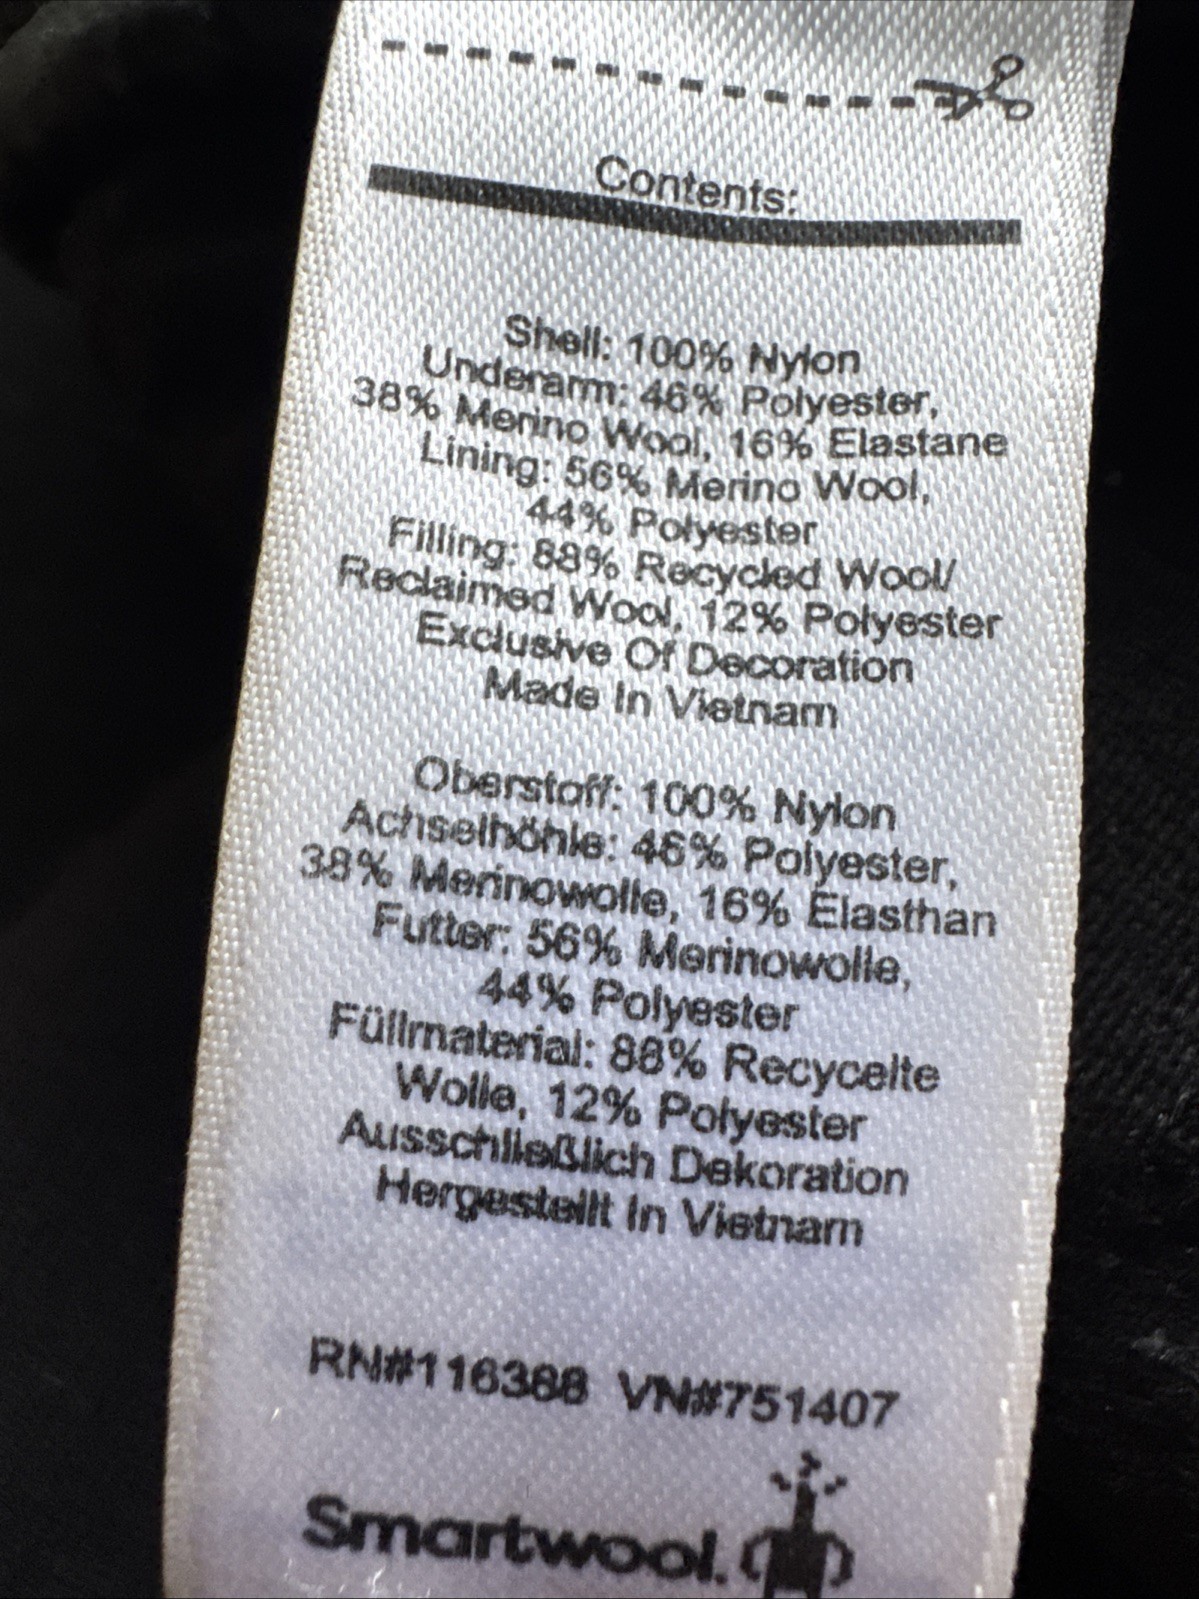 Contents:
Shell: 100% Nylon
Underarm: 46% Polyester,
38% Merino Wool, 16% Elastane
Lining: 56% Merino Wool,
44% Polyester
Filling: 88% Recycled Wool/
Reclaimed Wool, 12% Polyester
Exclusive Of Decoration
Made In Vietnam
Oberstoff: 100% Nylon
Achselhöhle: 46% Polyester,
38% Merinowolle, 16% Elasthan
Futter: 56% Merinowolle,
44% Polyester
Füllmaterial: 88% Recycelte
Wolle, 12% Polyester
Ausschließlich Dekoration
Hergestellt In Vietnam
RN#116388 VN#751407
Smartwool.